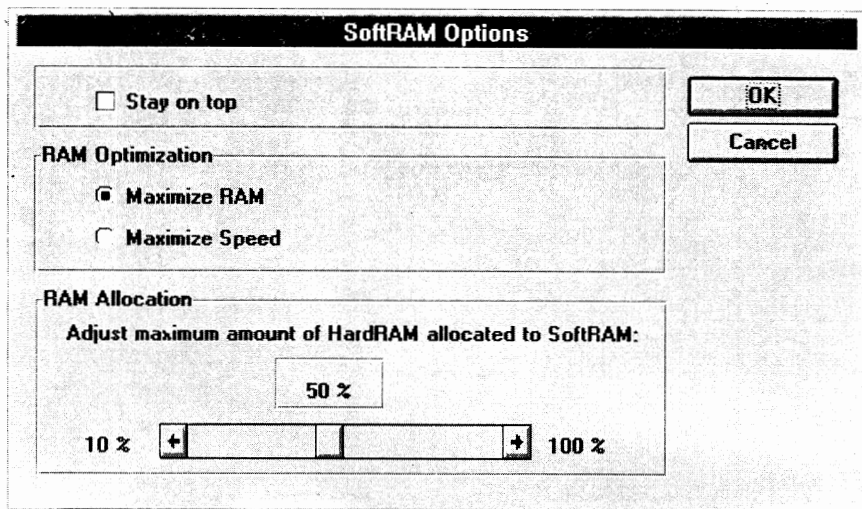 SoftRAM Options
Stay on top
OK
Cancel
RAM Optimization
Maximize RAM
Maximize Speed
RAM Allocation
Adjust maximum amount of HardRAM allocated to SoftRAM:
50 %
10 %
100 %